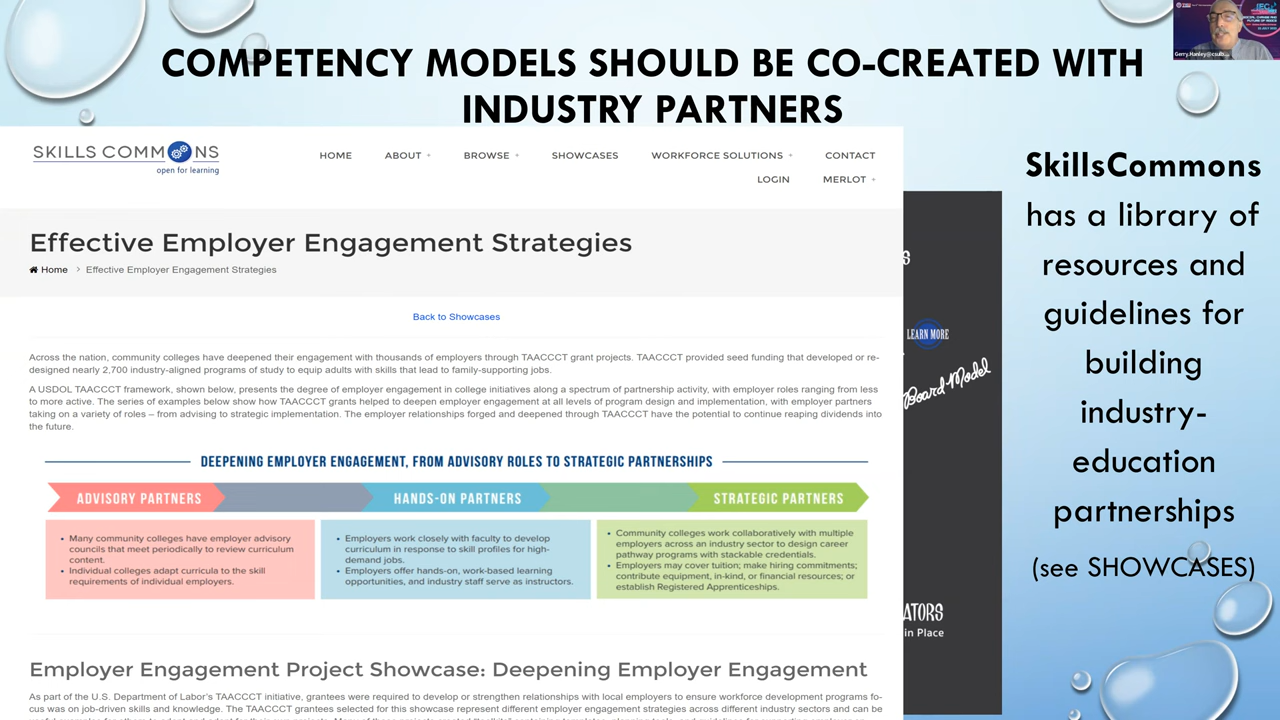 COMPETENCY MODELS SHOULD BE CO-CREATED WITH
INDUSTRY PARTNERS
Gerry.Hanley@csulb...
SKILLS COMMONS
open for learning
HOME ABOUT + BROWSE + SHOWCASES WORKFORCE SOLUTIONS + CONTACT
LOGIN MERLOT +
Effective Employer Engagement Strategies
Home > Effective Employer Engagement Strategies
Back to Showcases
Across the nation, community colleges have deepened their engagement with thousands of employers through TAACCCT grant projects. TAACCCT provided seed funding that developed or re-
designed nearly 2,700 industry-aligned programs of study to equip adults with skills that lead to family-supporting jobs.
A USDOL TAACCCT framework, shown below, presents the degree of employer engagement in college initiatives along a spectrum of partnership activity, with employer roles ranging from less
to more active. The series of examples below show how TAACCCT grants helped to deepen employer engagement at all levels of program design and implementation, with employer partners
taking on a variety of roles – from advising to strategic implementation. The employer relationships forged and deepened through TAACCCT have the potential to continue reaping dividends into
the future.
DEEPENING EMPLOYER ENGAGEMENT, FROM ADVISORY ROLES TO STRATEGIC PARTNERSHIPS
ADVISORY PARTNERS
HANDS-ON PARTNERS
STRATEGIC PARTNERS
• Many community colleges have employer advisory
councils that meet periodically to review curriculum
content.
• Individual colleges adapt curricula to the skill
requirements of individual employers.
• Employers work closely with faculty to develop
curriculum in response to skill profiles for high-
demand jobs.
• Employers offer hands-on, work-based learning
opportunities, and industry staff serve as instructors.
• Community colleges work collaboratively with multiple
employers across an industry sector to design career
pathway programs with stackable credentials.
• Employers may cover tuition; make hiring commitments;
contribute equipment, in-kind, or financial resources; or
establish Registered Apprenticeships.
Employer Engagement Project Showcase: Deepening Employer Engagement
As part of the U.S. Department of Labor's TAACCCT initiative, grantees were required to develop or strengthen relationships with local employers to ensure workforce development programs fo-
cus was on job-driven skills and knowledge. The TAACCCT grantees selected for this showcase represent different employer engagement strategies across different industry sectors and can be
S
LEARN MORE
Board Model
ATORS
in Place
SkillsCommons
has a library of
resources and
guidelines for
building
industry-
education
partnerships
(see SHOWCASES)